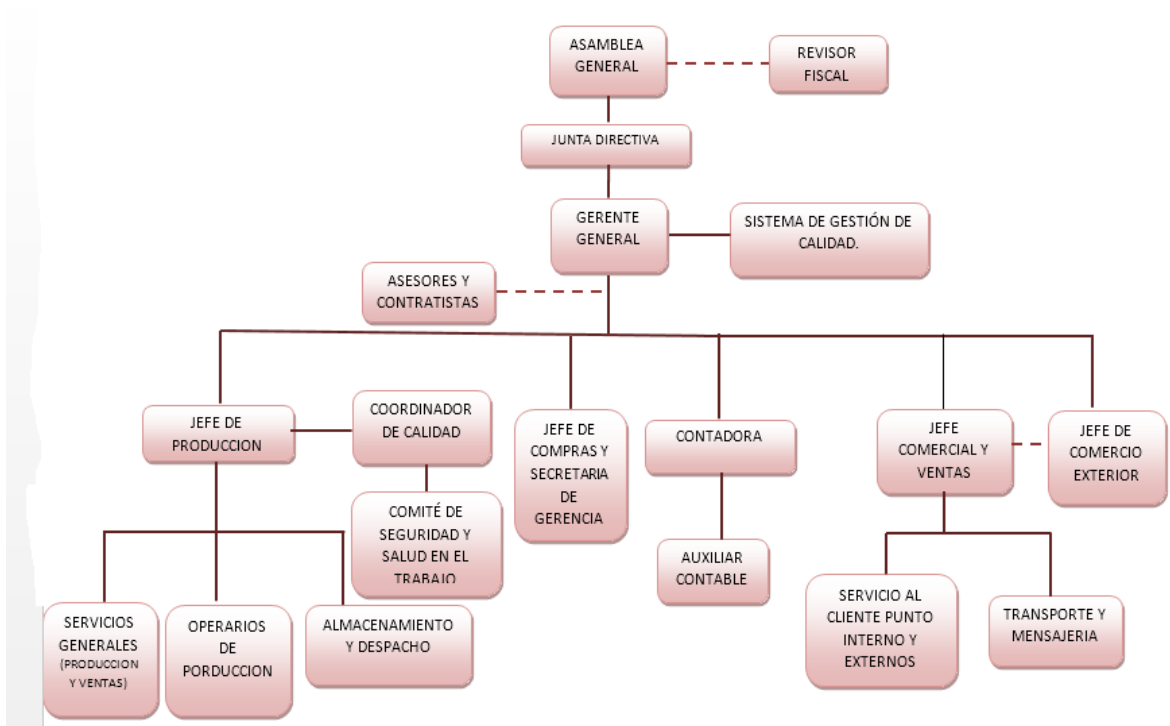 ASAMBLEA
GENERAL
REVISOR
FISCAL
JUNTA DIRECTIVA
GERENTE
GENERAL
SISTEMA DE GESTIÓN DE
CALIDAD.
ASESORES Y
CONTRATISTAS
JEFE DE
PRODUCCION
COORDINADOR
DE CALIDAD
COMITÉ DE
SEGURIDAD Y
SALUD EN EL
TRABAJO
JEFE DE
COMPRAS Y
SECRETARIA
DE
GERENCIA
CONTADORA
AUXILIAR
CONTABLE
JEFE
COMERCIAL Y
VENTAS
JEFE DE
COMERCIO
EXTERIOR
SERVICIOS
GENERALES
(PRODUCCION
Y VENTAS)
OPERARIOS
DE
PORDUCCION
ALMACENAMIENTO
Y DESPACHO
SERVICIO AL
CLIENTE PUNTO
INTERNO Y
EXTERNOS
TRANSPORTE Y
MENSAJERIA